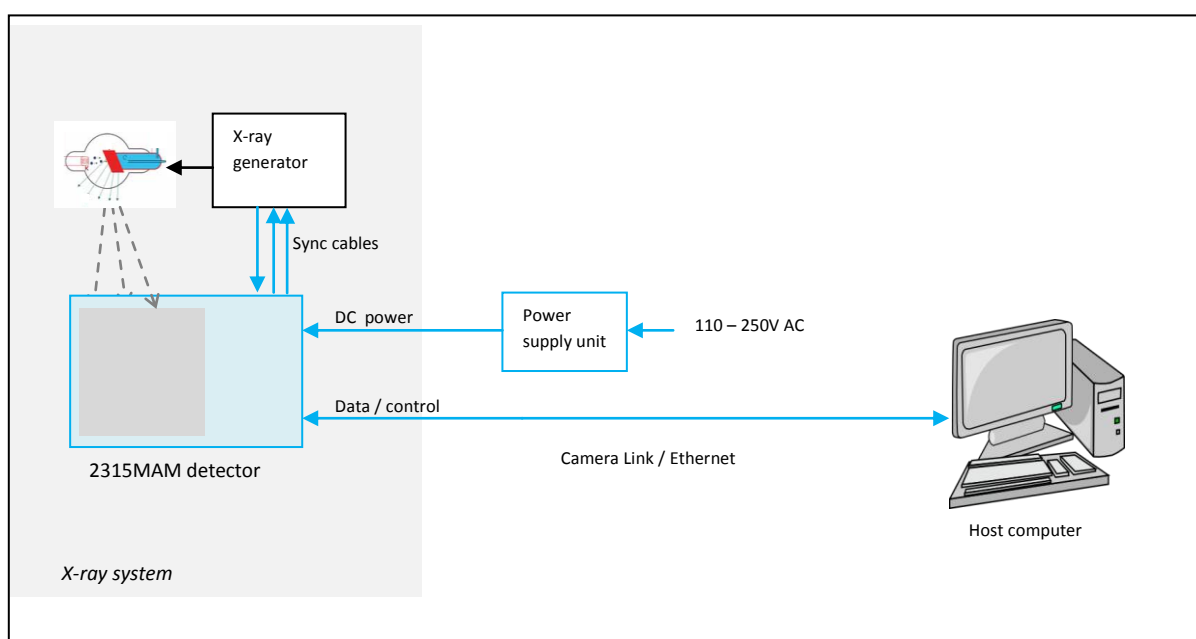 X-ray
generator
Sync cables
DC power
Power
supply unit
110 – 250V AC
Data / control
Camera Link / Ethernet
2315MAM detector
Host computer
X-ray system